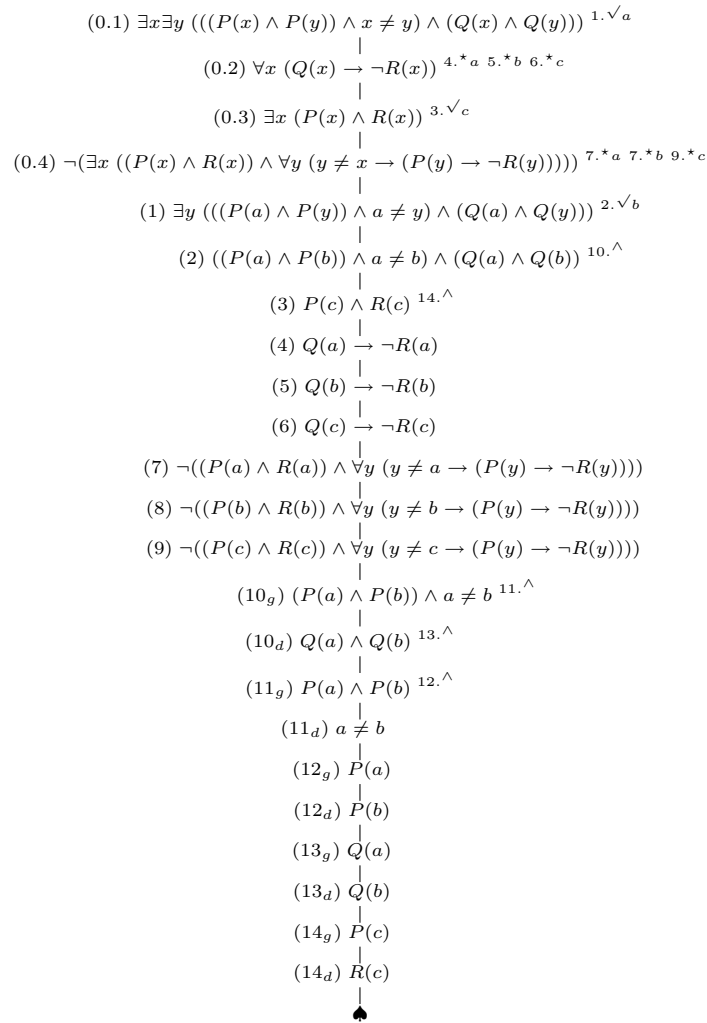 (0.1) ∃x∃y (((P(x) ∧ P(y)) ∧ x ≠ y) ∧ (Q(x) ∧ Q(y))) 1.√a
(0.2) ∀x (Q(x) → ¬R(x)) 4.⋆a 5.⋆b 6.⋆c
(0.3) ∃x (P(x) ∧ R(x)) 3.√c
(0.4) ¬(∃x ((P(x) ∧ R(x)) ∧ ∀y (y ≠ x → (P(y) → ¬R(y))))) 7.⋆a 7.⋆b 9.⋆c
(1) ∃y (((P(a) ∧ P(y)) ∧ a ≠ y) ∧ (Q(a) ∧ Q(y))) 2.√b
(2) ((P(a) ∧ P(b)) ∧ a ≠ b) ∧ (Q(a) ∧ Q(b)) 10.∧
(3) P(c) ∧ R(c) 14.∧
(4) Q(a) → ¬R(a)
(5) Q(b) → ¬R(b)
(6) Q(c) → ¬R(c)
(7) ¬((P(a) ∧ R(a)) ∧ ∀y (y ≠ a → (P(y) → ¬R(y))))
(8) ¬((P(b) ∧ R(b)) ∧ ∀y (y ≠ b → (P(y) → ¬R(y))))
(9) ¬((P(c) ∧ R(c)) ∧ ∀y (y ≠ c → (P(y) → ¬R(y))))
(10g) (P(a) ∧ P(b)) ∧ a ≠ b 11.∧
(10d) Q(a) ∧ Q(b) 13.∧
(11g) P(a) ∧ P(b) 12.∧
(11d) a ≠ b
(12g) P(a)
(12d) P(b)
(13g) Q(a)
(13d) Q(b)
(14g) P(c)
(14d) R(c)
♠